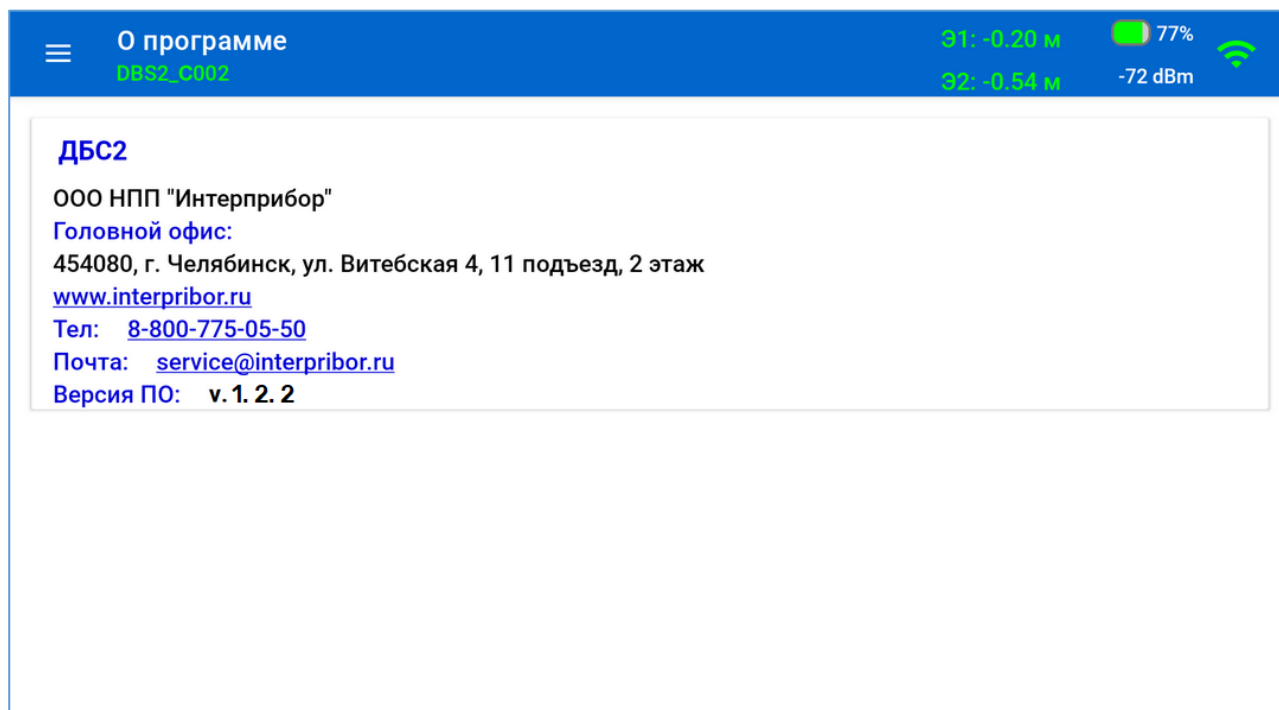 О программе
DBS2_C002
Э1: -0.20 м
Э2: -0.54 м
77%
-72 dBm
ДБС2
ООО НПП "Интерприбор"
Головной офис:
454080, г. Челябинск, ул. Витебская 4, 11 подъезд, 2 этаж
www.interpribor.ru
Тел: 8-800-775-05-50
Почта: service@interpribor.ru
Версия ПО: v. 1. 2. 2